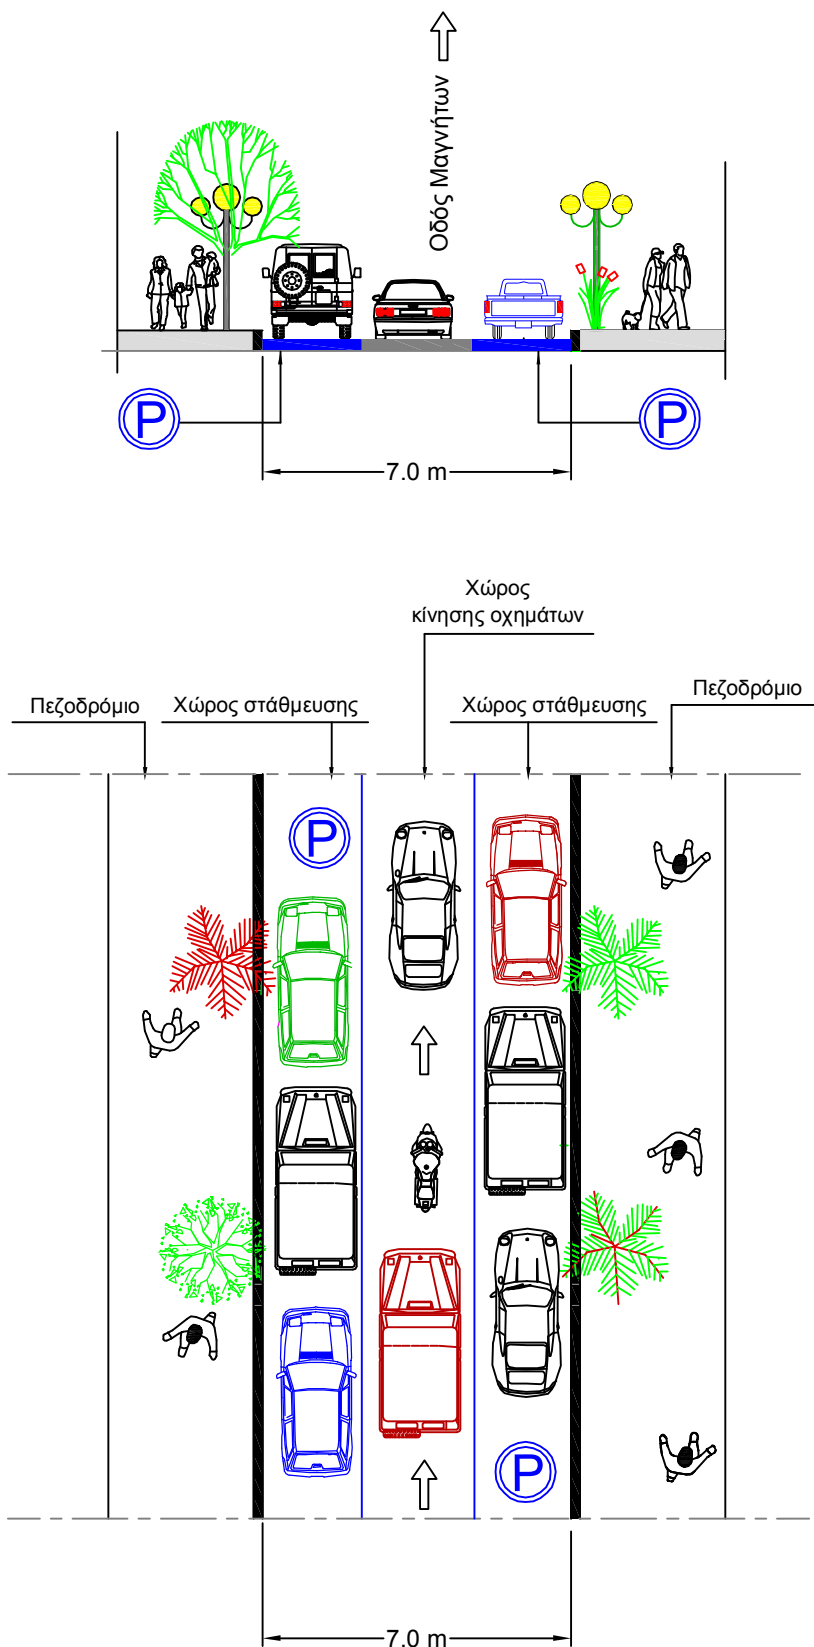 Οδός Μαγνήτων
P
P
7.0 m
Χώρος
κίνησης οχημάτων
Πεζοδρόμιο
Χώρος στάθμευσης
Χώρος στάθμευσης
Πεζοδρόμιο
P
P
7.0 m